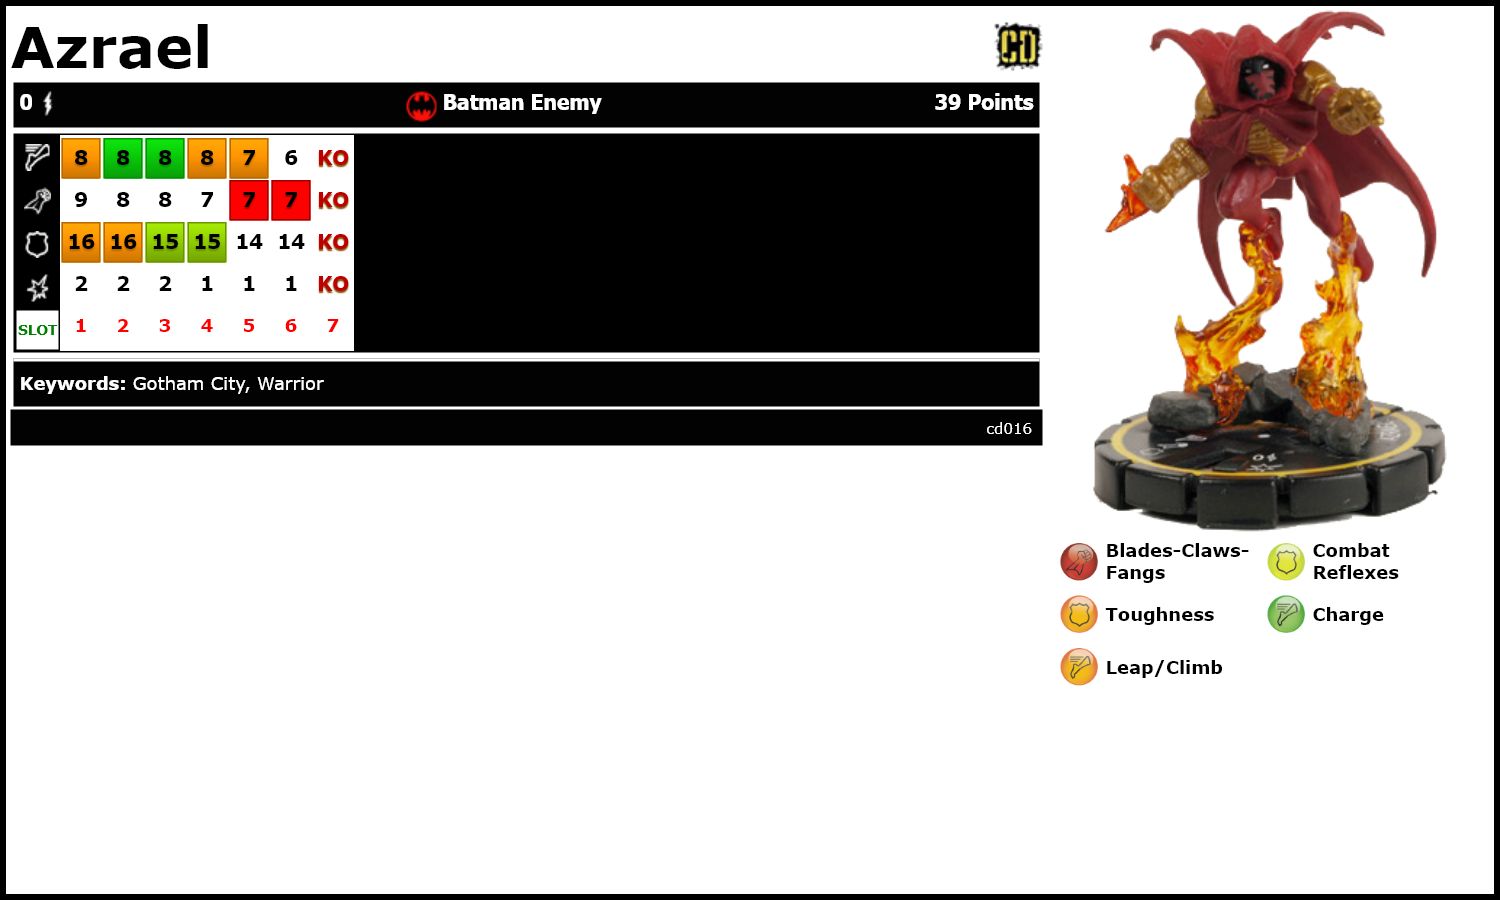 Azrael
CD
0 Batman Enemy 39 Points
8 8 8 8 7 6 KO
9 8 8 7 7 7 KO
16 16 15 15 14 14 KO
2 2 2 1 1 1 KO
SLOT 1 2 3 4 5 6 7
Keywords: Gotham City, Warrior
cd016
Blades-Claws-
Fangs
Combat
Reflexes
Toughness
Charge
Leap/Climb